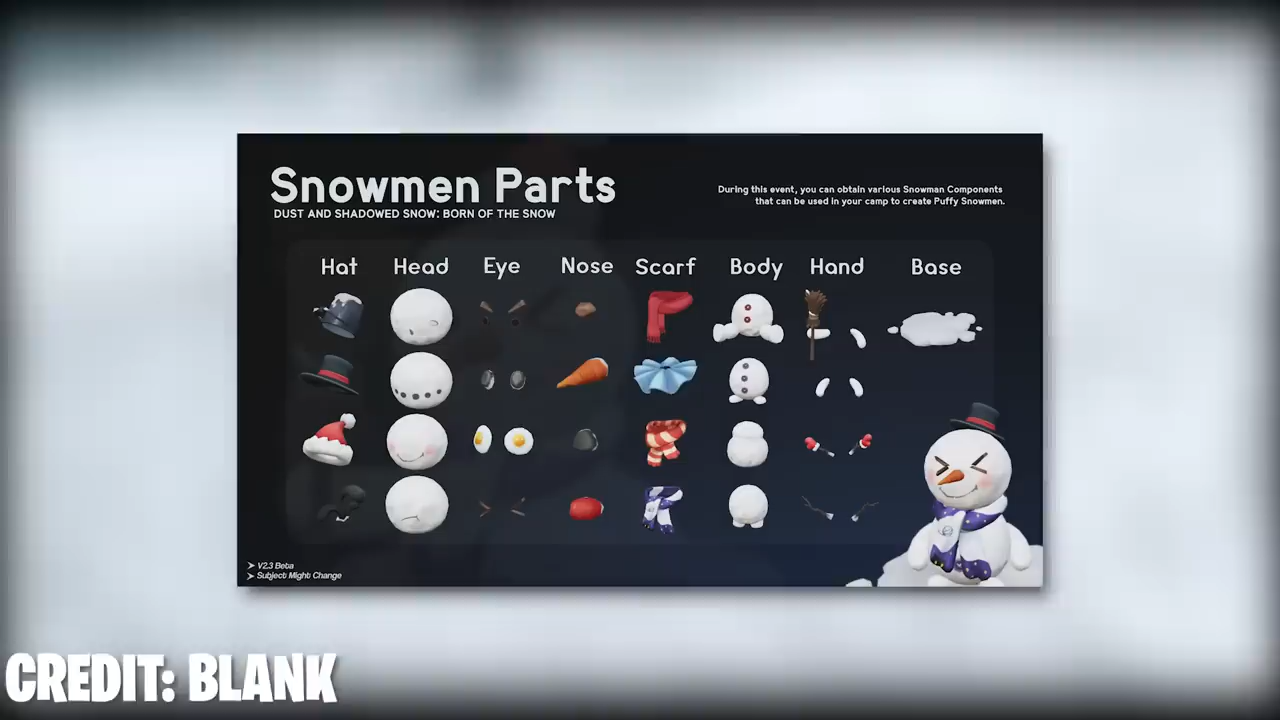 Snowmen Parts
DUST AND SHADOWED SNOW: BORN OF THE SNOW
During this event, you can obtain various Snowman Components
that can be used in your camp to create Puffy Snowmen.
Hat Head Eye Nose Scarf Body Hand Base
V2.3 Beta
Subject Might Change
CREDIT: BLANK